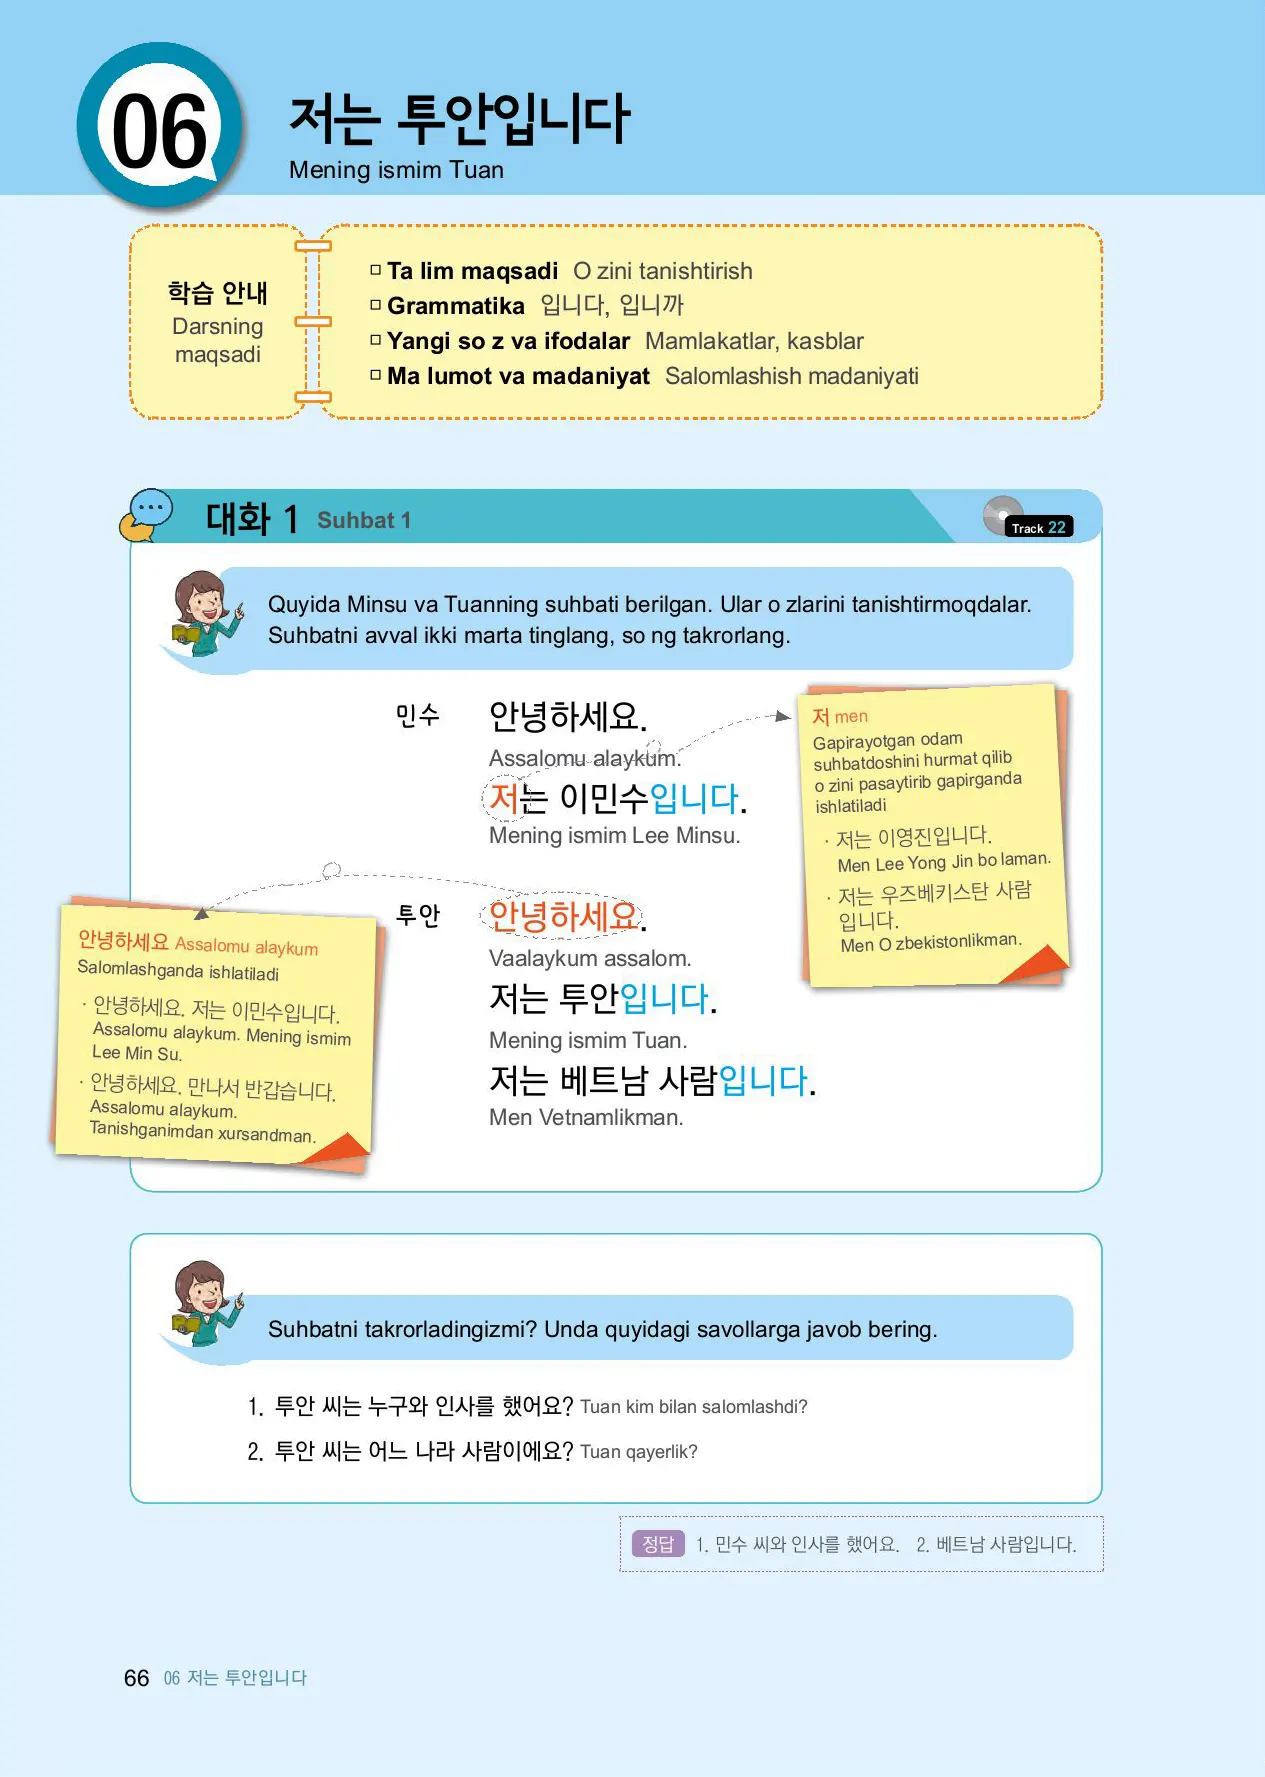 06
저는 투안입니다
Mening ismim Tuan
학습 안내
Darsning
maqsadi
Ta lim maqsadi O zini tanishtirish
Grammatika 입니다, 입니까
Yangi so z va ifodalar Mamlakatlar, kasblar
Ma lumot va madaniyat Salomlashish madaniyati
대화 1 Suhbat 1
Track 22
Quyida Minsu va Tuanning suhbati berilgan. Ular o zlarini tanishtirmoqdalar.
Suhbatni avval ikki marta tinglang, so ng takrorlang.
민수 안녕하세요.
Assalomu alaykum.
저는 이민수입니다.
Mening ismim Lee Minsu.
저 men
Gapirayotgan odam
suhbatdoshini hurmat qilib
o zini pasaytirib gapirganda
ishlatiladi
· 저는 이영진입니다.
Men Lee Yong Jin bo laman.
· 저는 우즈베키스탄 사람
입니다.
Men O zbekistonlikman.
투안 안녕하세요.
Vaalaykum assalom.
저는 투안입니다.
Mening ismim Tuan.
저는 베트남 사람입니다.
Men Vetnamlikman.
안녕하세요 Assalomu alaykum
Salomlashganda ishlatiladi
· 안녕하세요. 저는 이민수입니다.
Assalomu alaykum. Mening ismim
Lee Min Su.
· 안녕하세요. 만나서 반갑습니다.
Assalomu alaykum.
Tanishganimdan xursandman.
Suhbatni takrorladingizmi? Unda quyidagi savollarga javob bering.
1. 투안 씨는 누구와 인사를 했어요? Tuan kim bilan salomlashdi?
2. 투안 씨는 어느 나라 사람이에요? Tuan qayerlik?
정답 1. 민수 씨와 인사를 했어요. 2. 베트남 사람입니다.
66 06 저는 투안입니다